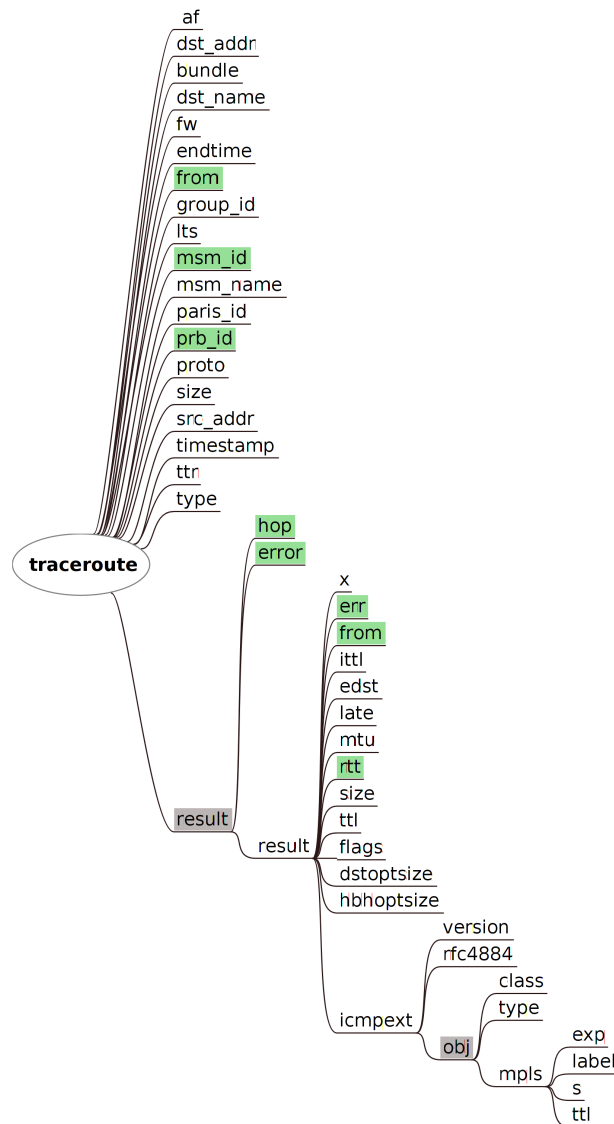 af
dst_addr
bundle
dst_name
fw
endtime
from
group_id
lts
msm_id
msm_name
paris_id
prb_id
proto
size
src_addr
timestamp
ttr
type
hop
error
traceroute
x
err
from
ittl
edst
late
mtu
rtt
size
result
ttl
result
flags
dstoptsize
hbhoptsize
version
rfc4884
class
type
icmpext
exp
obj
label
mpls
s
ttl